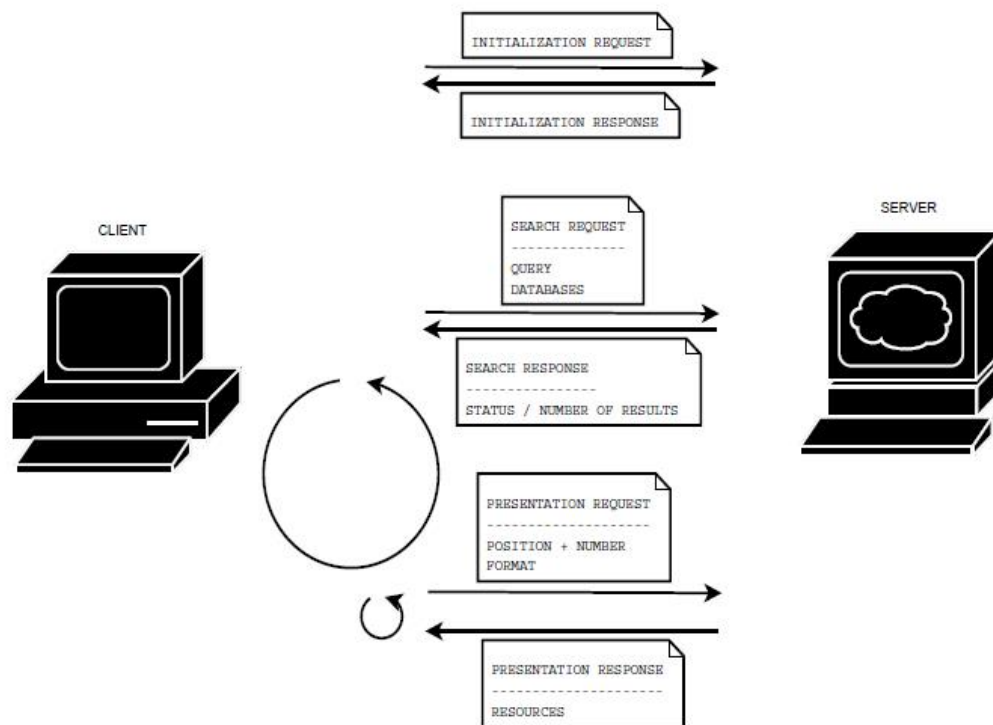 INITIALIZATION REQUEST
INITIALIZATION RESPONSE
CLIENT
SERVER
SEARCH REQUEST
--------------
QUERY
DATABASES
SEARCH RESPONSE
----------------
STATUS / NUMBER OF RESULTS
PRESENTATION REQUEST
--------------------
POSITION + NUMBER
FORMAT
PRESENTATION RESPONSE
---------------------
RESOURCES